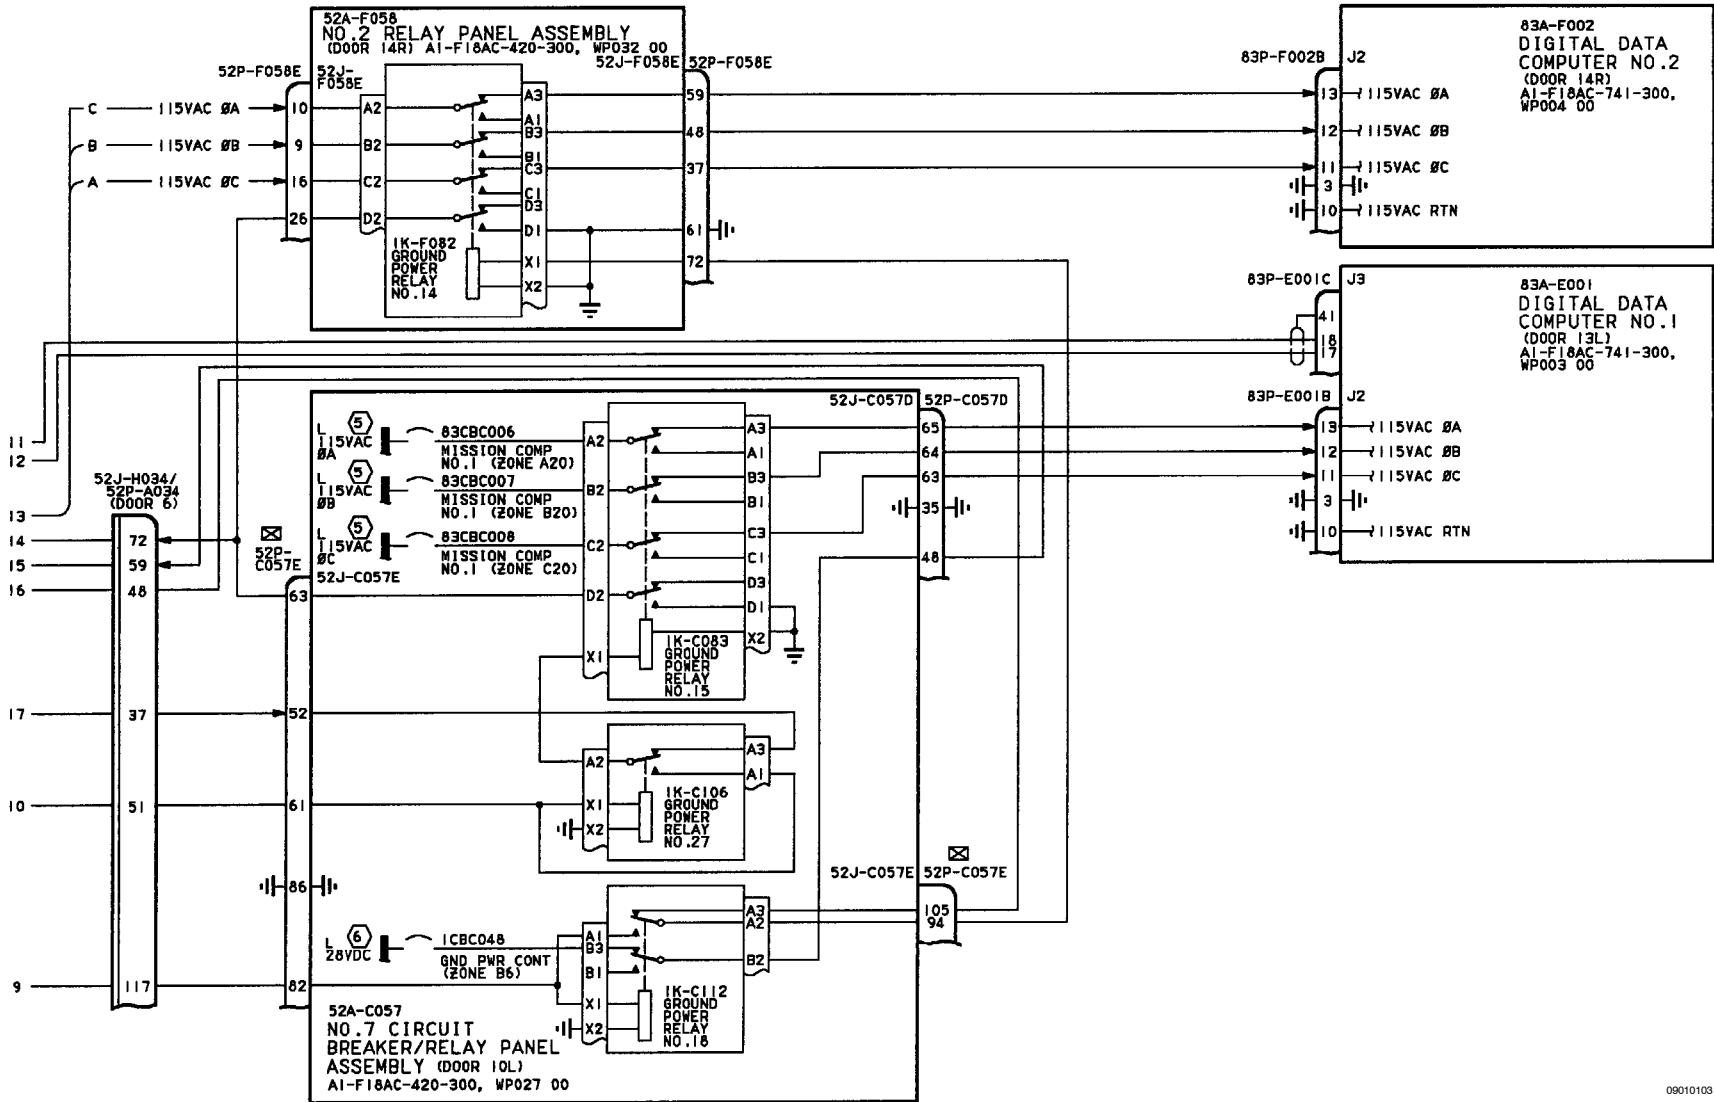 52A-F058
NO.2 RELAY PANEL ASSEMBLY
(DOOR 14R) A1-F18AC-420-300, WP032 00
52P-F058E
52J-
F058E
52J-F058E
52P-F058E
C 115VAC ØA 10 A2 A3 59
A1
B 115VAC ØB 9 B2 B3 48
B1
A 115VAC ØC 16 C2 C3 37
C1
D3
26 D2 D1 61
X1 72
X2
1K-F082
GROUND
POWER
RELAY
NO.14
83P-F002B J2
13 115VAC ØA
12 115VAC ØB
11 115VAC ØC
3
10 115VAC RTN
83A-F002
DIGITAL DATA
COMPUTER NO.2
(DOOR 14R)
A1-F18AC-741-300,
WP004 00
83P-E001C J3
41
18
17
83P-E001B J2
13 115VAC ØA
12 115VAC ØB
11 115VAC ØC
3
10 115VAC RTN
83A-E001
DIGITAL DATA
COMPUTER NO.1
(DOOR 13L)
A1-F18AC-741-300,
WP003 00
11
12
13
14
15
16
17
10
9
52J-H034/
52P-A034
(DOOR 6)
72
59
48
37
51
117
52P-
C057E
52J-C057E
63
52
61
86
82
L
115VAC
ØA
5
83CBC006
MISSION COMP
NO.1 (ZONE A20)
L
115VAC
ØB
5
83CBC007
MISSION COMP
NO.1 (ZONE B20)
L
115VAC
ØC
5
83CBC008
MISSION COMP
NO.1 (ZONE C20)
A2
B2
C2
D2
X1
A3
A1
B3
B1
C3
C1
D3
D1
X2
1K-C083
GROUND
POWER
RELAY
NO.15
52J-C057D 52P-C057D
65
64
63
35
48
A2
X1
X2
A3
A1
1K-C106
GROUND
POWER
RELAY
NO.27
52J-C057E 52P-C057E
105
94
L
28VDC
6
1CBC048
GND PWR CONT
(ZONE B6)
A1
B3
B1
X1
X2
A3
A2
B2
1K-C112
GROUND
POWER
RELAY
NO.18
52A-C057
NO.7 CIRCUIT
BREAKER/RELAY PANEL
ASSEMBLY (DOOR 10L)
A1-F18AC-420-300, WP027 00
09010103